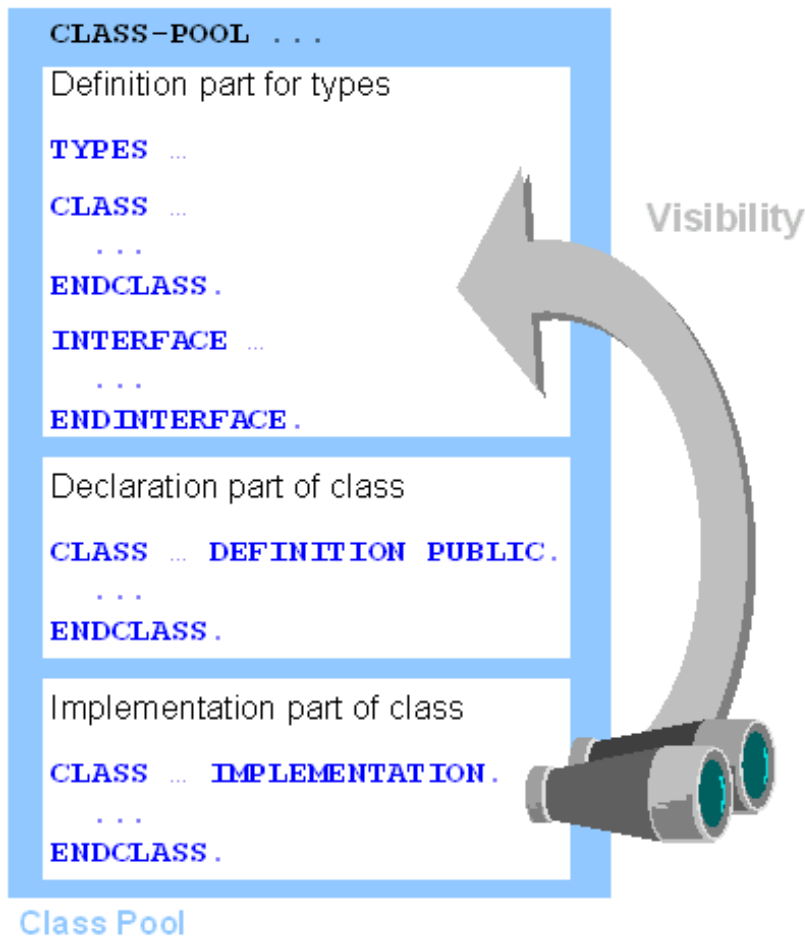 CLASS-POOL ...
Definition part for types
TYPES ...
CLASS ...
...
ENDCLASS.
INTERFACE ...
...
ENDINTERFACE.
Visibility
Declaration part of class
CLASS ... DEFINITION PUBLIC.
...
ENDCLASS.
Implementation part of class
CLASS ... IMPLEMENTATION.
...
ENDCLASS.
Class Pool